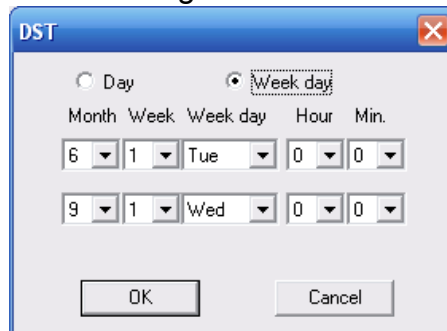 DST
Day Week day
Month Week Week day Hour Min.
6 1 Tue 0 0
9 1 Wed 0 0
OK Cancel